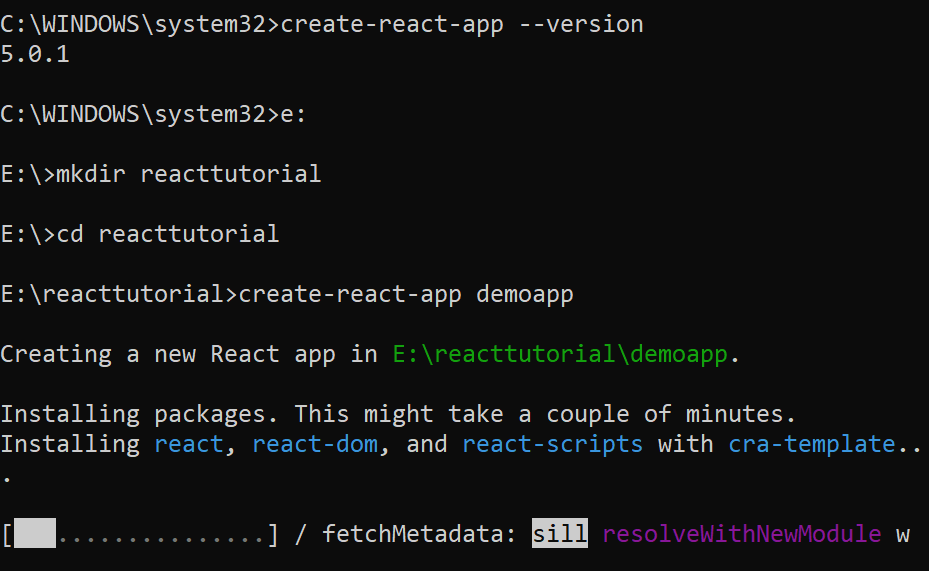 C:\WINDOWS\system32>create-react-app --version
5.0.1
C:\WINDOWS\system32>e:
E:\>mkdir reacttutorial
E:\>cd reacttutorial
E:\reacttutorial>create-react-app demoapp
Creating a new React app in E:\reacttutorial\demoapp.
Installing packages. This might take a couple of minutes.
Installing react, react-dom, and react-scripts with cra-template..
.
[  ...............] / fetchMetadata: sill resolveWithNewModule w